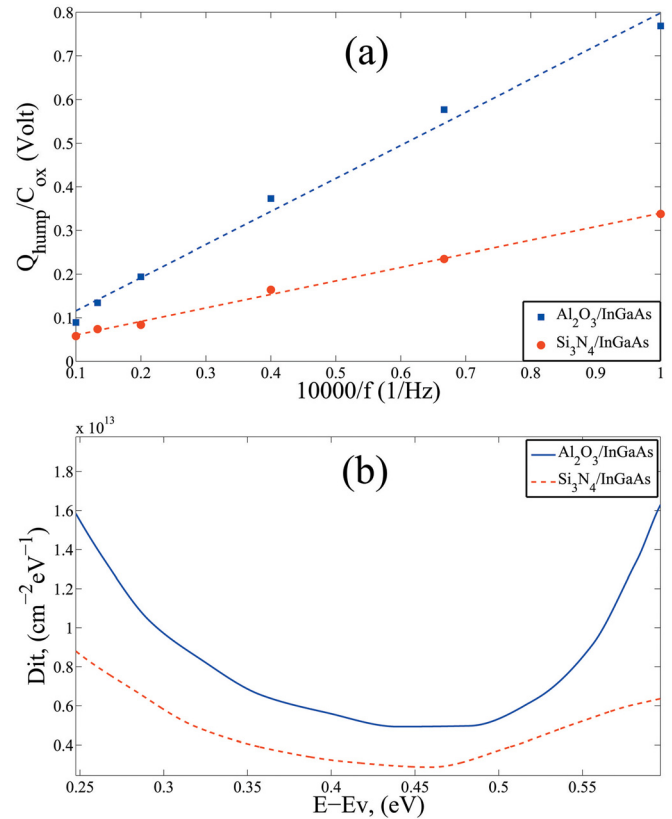 (a)
0.8
0.7
0.6
0.5
0.4
0.3
0.2
0.1
0
Q_hump/C_ox (Volt)
0.1 0.2 0.3 0.4 0.5 0.6 0.7 0.8 0.9 1
10000/f (1/Hz)
Al₂O₃/InGaAs
Si₃N₄/InGaAs
x 10¹³
(b)
1.8
1.6
1.4
1.2
1
0.8
0.6
0.4
Dit, (cm⁻²eV⁻¹)
0.25 0.3 0.35 0.4 0.45 0.5 0.55
E−Ev, (eV)
Al₂O₃/InGaAs
Si₃N₄/InGaAs